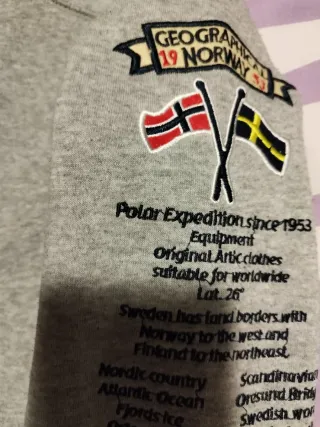 GEOGRAPHICAL
19 NORWAY 53
Polar Expedition since 1953
Equipment
Original Artic clothes
suitable for worldwide
Lat. 26°
Sweden has land borders with
Norway to the west and
Finland to the northeast,
Nordic country
Scandinavian
Atlantic Ocean
Oresund Bridg
Fjords ice
Swedish wor